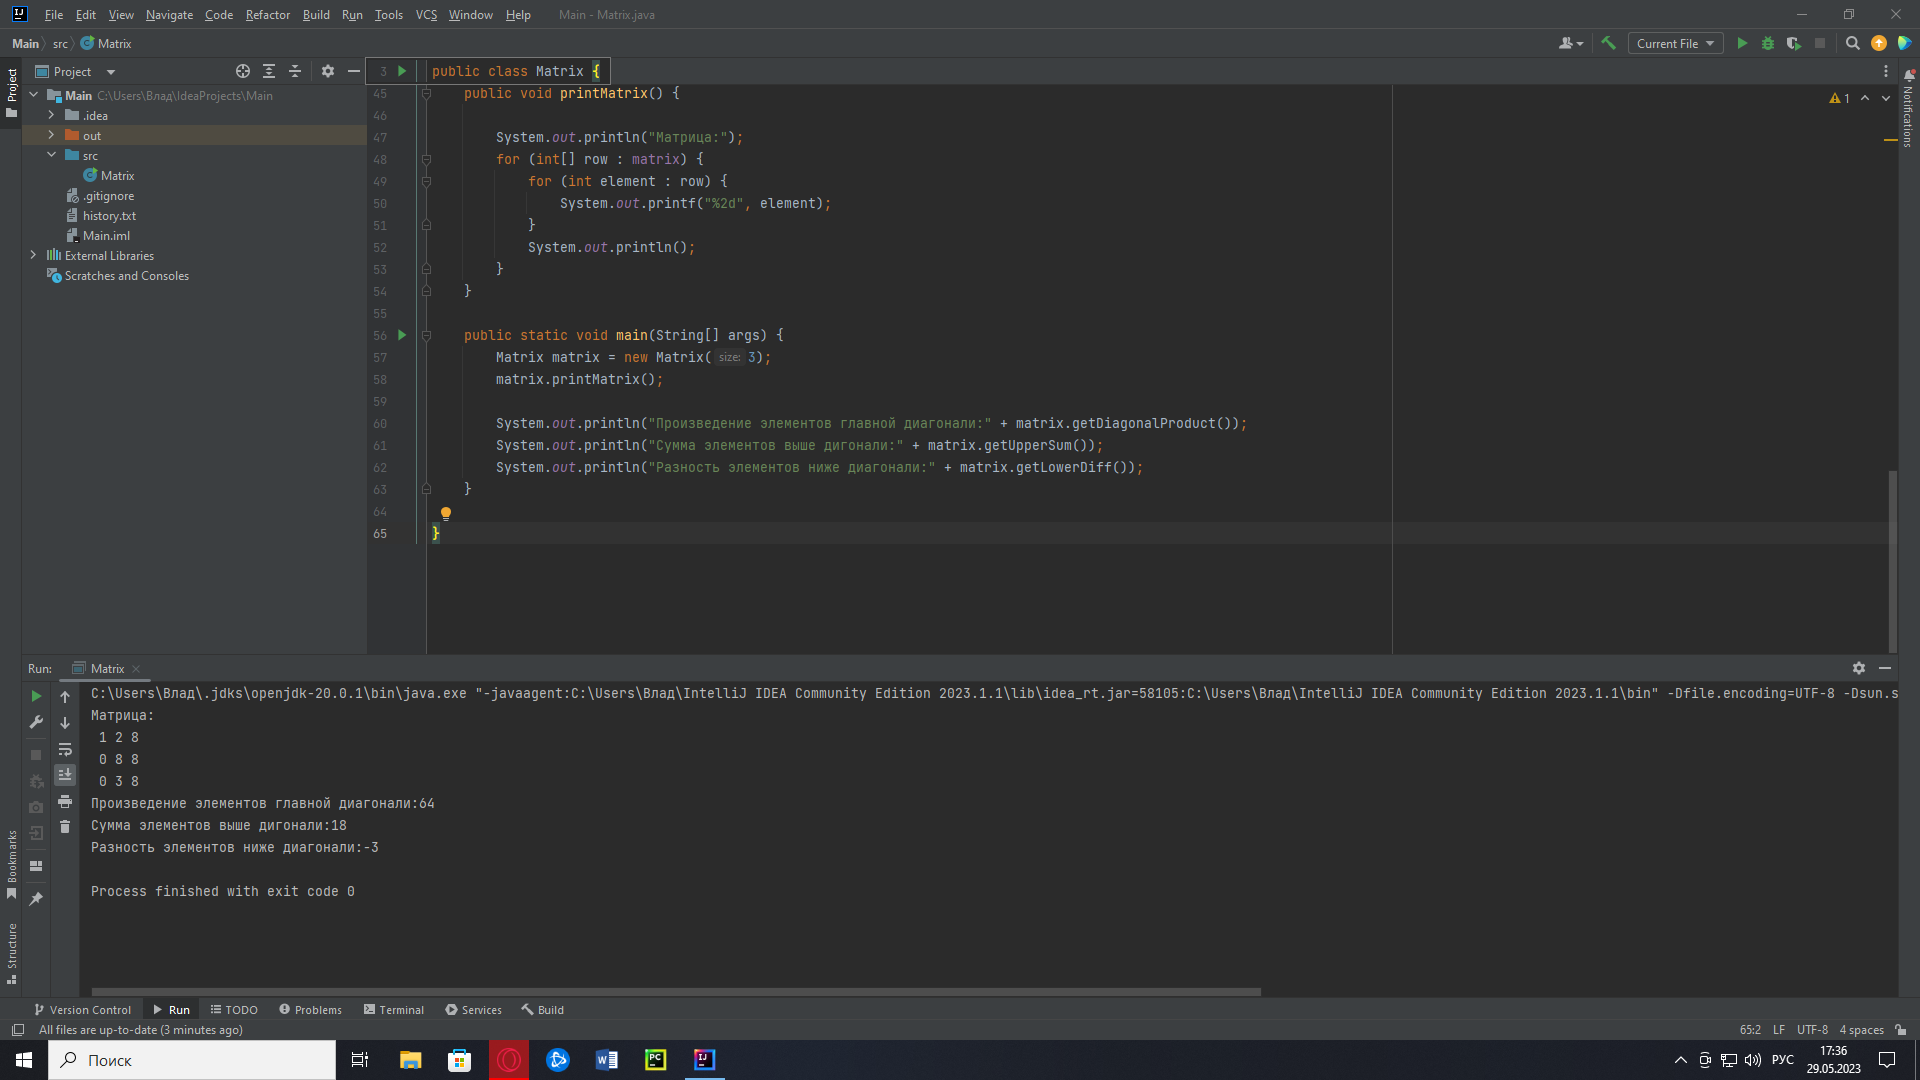 File Edit View Navigate Code Refactor Build Run Tools VCS Window Help Main - Matrix.java
Main src Matrix
Current File
Project
Project
Main C:\Users\Влад\IdeaProjects\Main
.idea
out
src
Matrix
.gitignore
history.txt
Main.iml
External Libraries
Scratches and Consoles
3 public class Matrix {
45 public void printMatrix() {
46
47 System.out.println("Матрица:");
48 for (int[] row : matrix) {
49 for (int element : row) {
50 System.out.printf("%2d", element);
51 }
52 System.out.println();
53 }
54 }
55
56 public static void main(String[] args) {
57 Matrix matrix = new Matrix( size: 3);
58 matrix.printMatrix();
59
60 System.out.println("Произведение элементов главной диагонали:" + matrix.getDiagonalProduct());
61 System.out.println("Сумма элементов выше дигонали:" + matrix.getUpperSum());
62 System.out.println("Разность элементов ниже диагонали:" + matrix.getLowerDiff());
63 }
64
65 }
1
Notifications
Run: Matrix
C:\Users\Влад\.jdks\openjdk-20.0.1\bin\java.exe "-javaagent:C:\Users\Влад\IntelliJ IDEA Community Edition 2023.1.1\lib\idea_rt.jar=58105:C:\Users\Влад\IntelliJ IDEA Community Edition 2023.1.1\bin" -Dfile.encoding=UTF-8 -Dsun.s
Матрица:
1 2 8
0 8 8
0 3 8
Произведение элементов главной диагонали:64
Сумма элементов выше дигонали:18
Разность элементов ниже диагонали:-3
Process finished with exit code 0
Bookmarks
Structure
Version Control Run TODO Problems Terminal Services Build
All files are up-to-date (3 minutes ago)
65:2 LF UTF-8 4 spaces
Поиск
РУС
17:36
29.05.2023